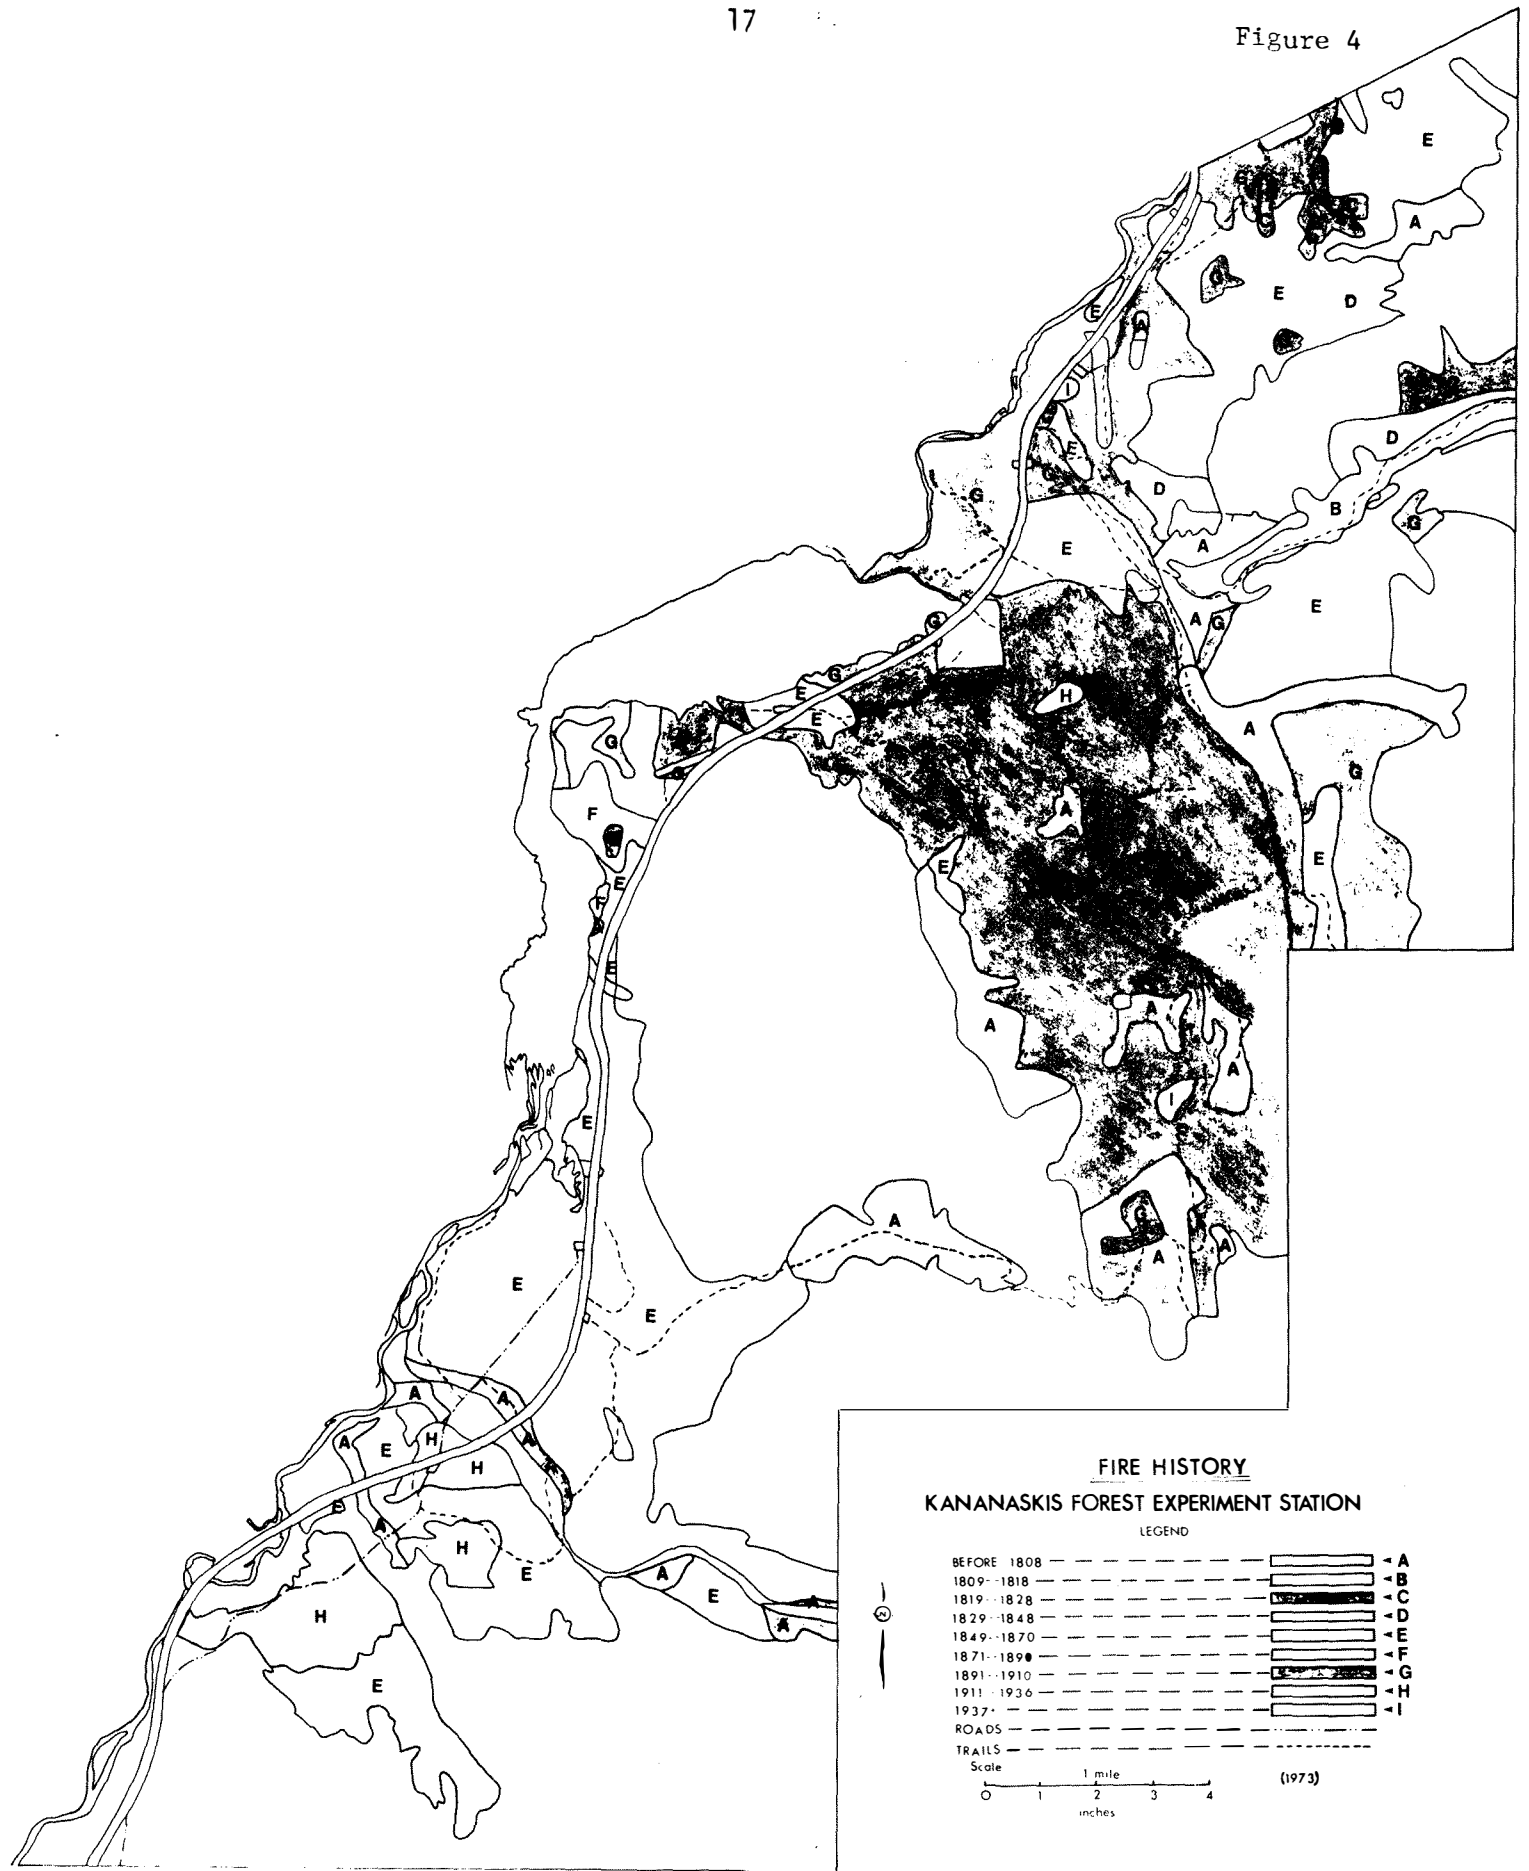 17
Figure 4
E
A
G
E
D
E
A
I
D
E
G
D
B
G
E
A
E
A
G
G
H
G
E
E
A
G
G
G
F
A
E
E
E
F
E
A
A
A
I
E
G
A
A
A
E
E
A
A
A
H
E
A
H
E
A
H
E
A
E
A
A
H
E
FIRE HISTORY
KANANASKIS FOREST EXPERIMENT STATION
LEGEND
BEFORE 1808 A
1809--1818 B
1819--1828 C
1829--1848 D
1849--1870 E
1871--1890 F
1891--1910 G
1911-1936 H
1937+ I
ROADS
TRAILS
Scale
1 mile
(1973)
0 1 2 3 4
inches
N